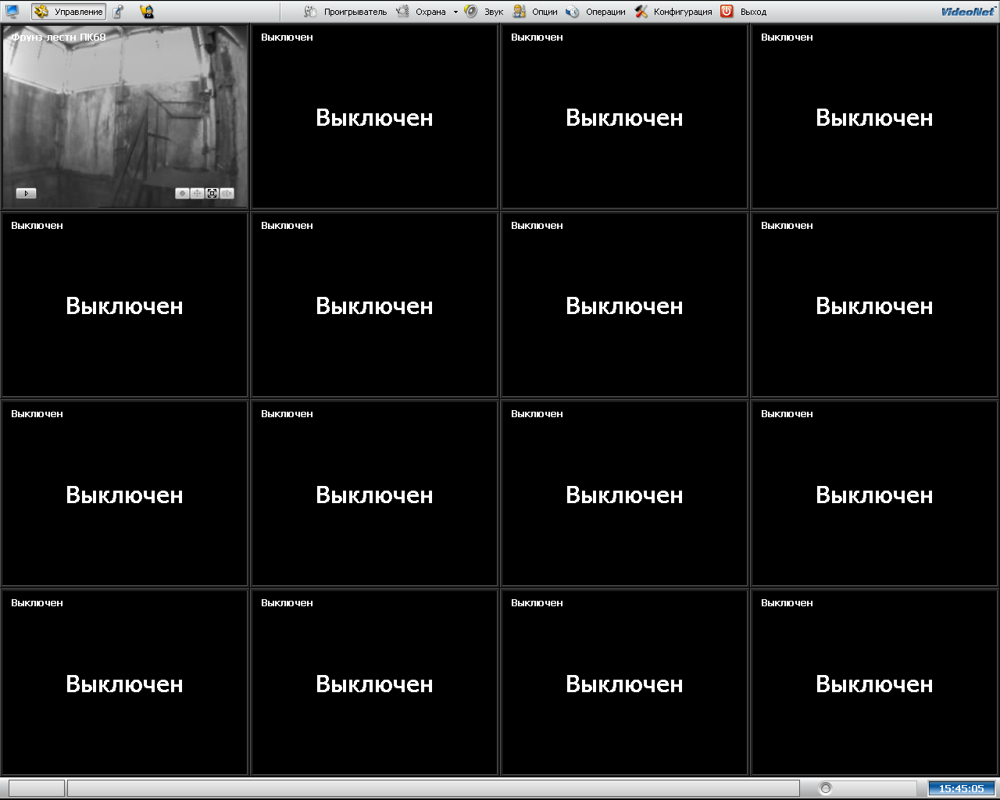 Управление Проигрыватель Охрана Звук Опции Операции Конфигурация Выход VideoNet
Фрунз лестн ПК68 Выключен Выключен Выключен
Выключен Выключен Выключен
Выключен Выключен Выключен Выключен
Выключен Выключен Выключен Выключен
Выключен Выключен Выключен Выключен
Выключен Выключен Выключен Выключен
Выключен Выключен Выключен Выключен
Выключен Выключен Выключен Выключен
15:45:05